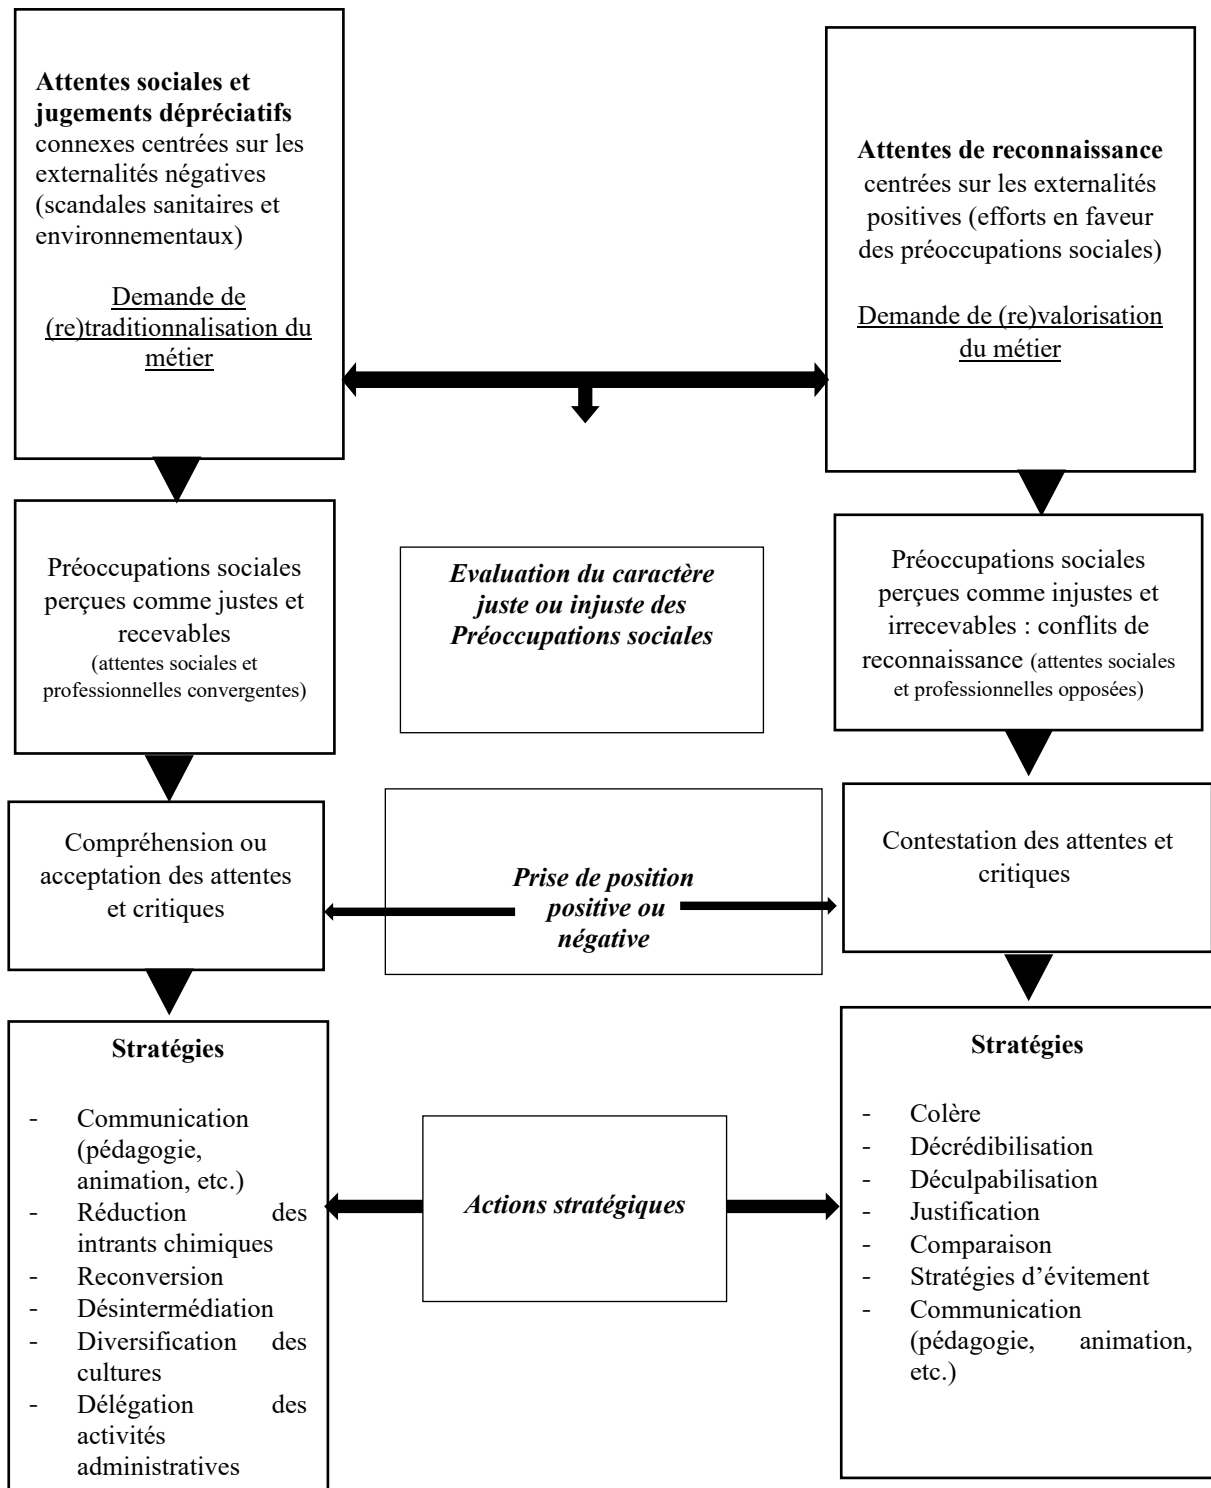 Attentes sociales et
jugements dépréciatifs
connexes centrées sur les
externalités négatives
(scandales sanitaires et
environnementaux)
Demande de
(re)traditionnalisation du
métier
Attentes de reconnaissance
centrées sur les externalités
positives (efforts en faveur
des préoccupations sociales)
Demande de (re)valorisation
du métier
Préoccupations sociales
perçues comme justes et
recevables
(attentes sociales et
professionnelles convergentes)
Evaluation du caractère
juste ou injuste des
Préoccupations sociales
Préoccupations sociales
perçues comme injustes et
irrecevables : conflits de
reconnaissance (attentes sociales
et professionnelles opposées)
Compréhension ou
acceptation des attentes
et critiques
Prise de position
positive ou
négative
Contestation des attentes et
critiques
Stratégies
- Communication
(pédagogie,
animation, etc.)
- Réduction des
intrants chimiques
- Reconversion
- Désintermédiation
- Diversification des
cultures
- Délégation des
activités
administratives
Actions stratégiques
Stratégies
- Colère
- Décrédibilisation
- Déculpabilisation
- Justification
- Comparaison
- Stratégies d’évitement
- Communication
(pédagogie, animation,
etc.)